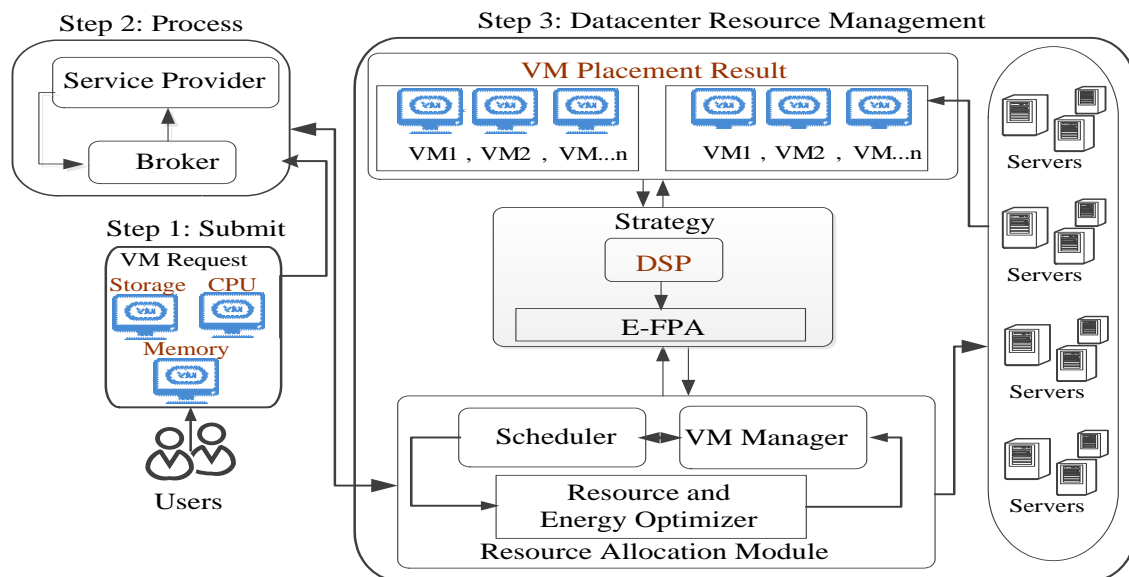 Step 2: Process
Service Provider
Broker
Step 1: Submit
VM Request
Storage
CPU
Memory
Users
Step 3: Datacenter Resource Management
VM Placement Result
VM1 , VM2 , VM...n
VM1 , VM2 , VM...n
Strategy
DSP
E-FPA
Scheduler
VM Manager
Resource and
Energy Optimizer
Resource Allocation Module
Servers
Servers
Servers
Servers